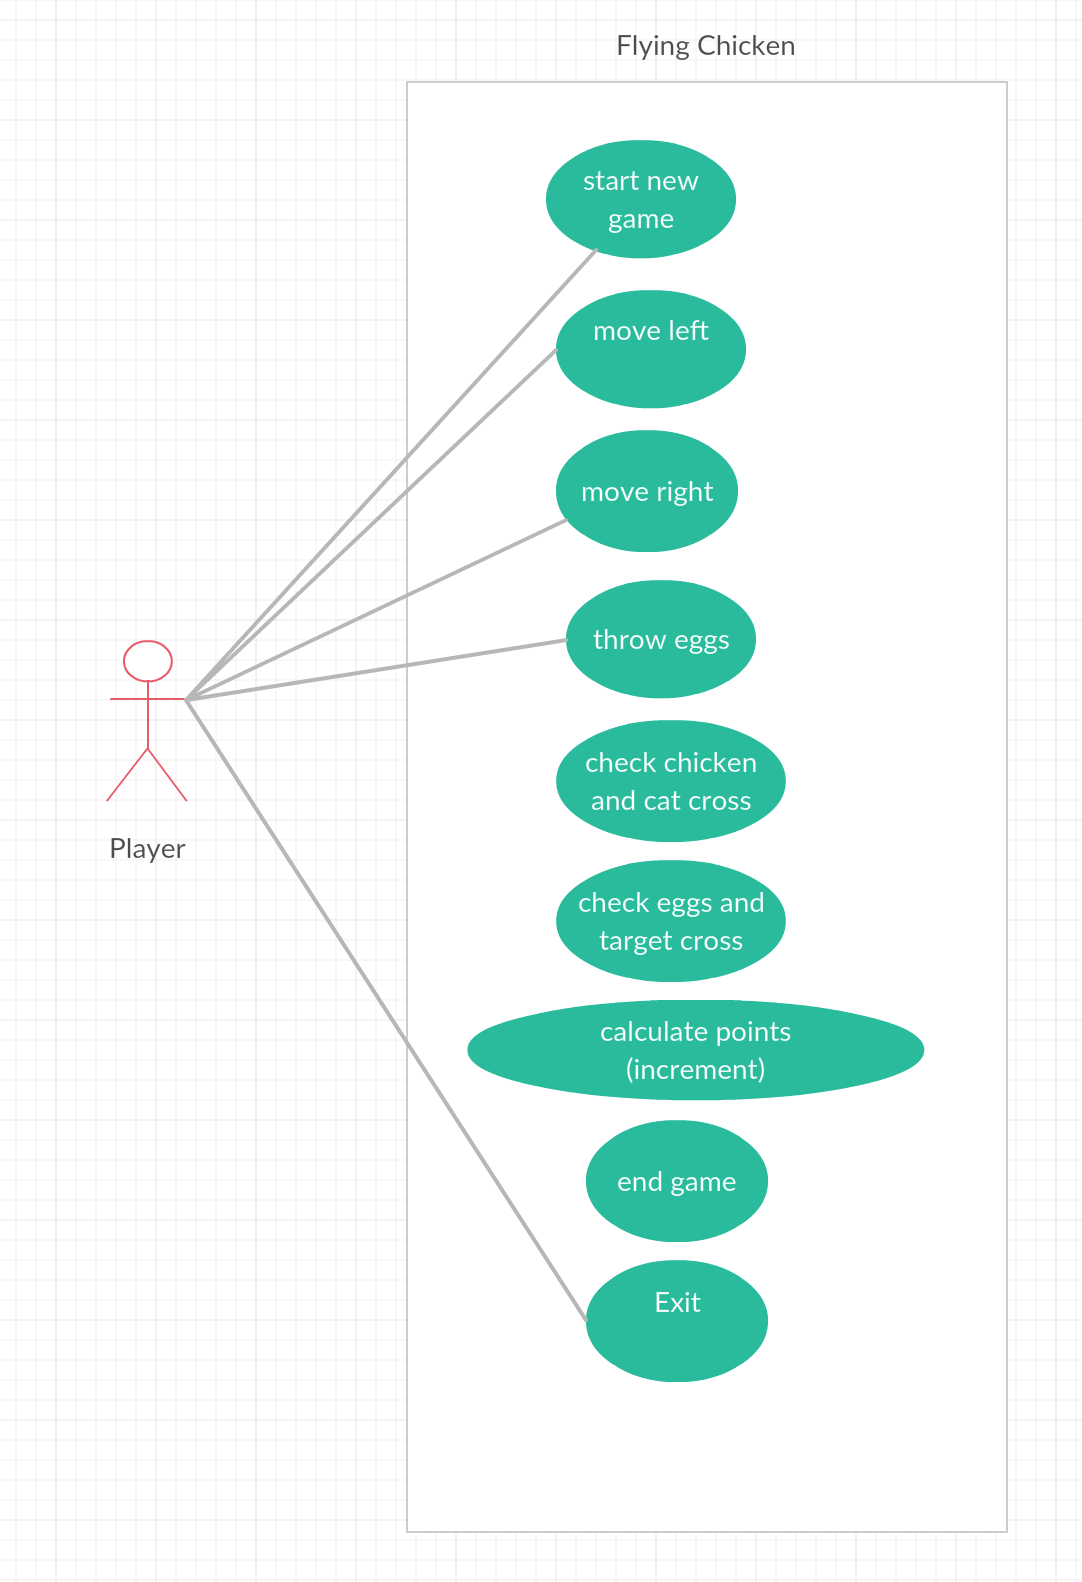 Flying Chicken
start new
game
move left
move right
throw eggs
check chicken
and cat cross
check eggs and
target cross
calculate points
(increment)
end game
Exit
Player